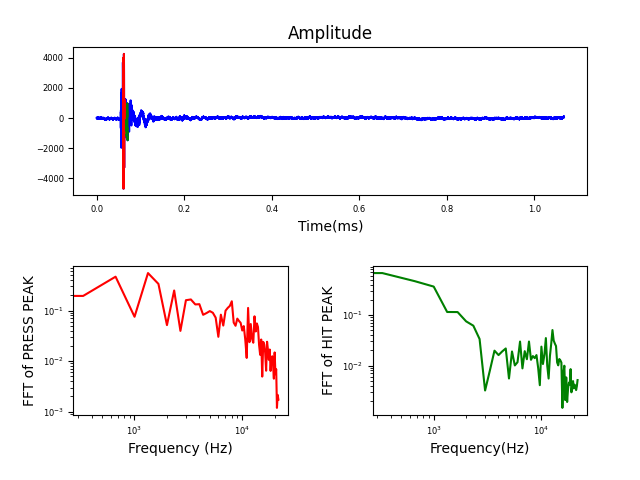 Amplitude
4000
2000
0
−2000
−4000
0.0 0.2 0.4 0.6 0.8 1.0
Time(ms)
FFT of PRESS PEAK
10⁻¹
10⁻²
10⁻³
10³ 10⁴
Frequency (Hz)
FFT of HIT PEAK
10⁻¹
10⁻²
10³ 10⁴
Frequency(Hz)